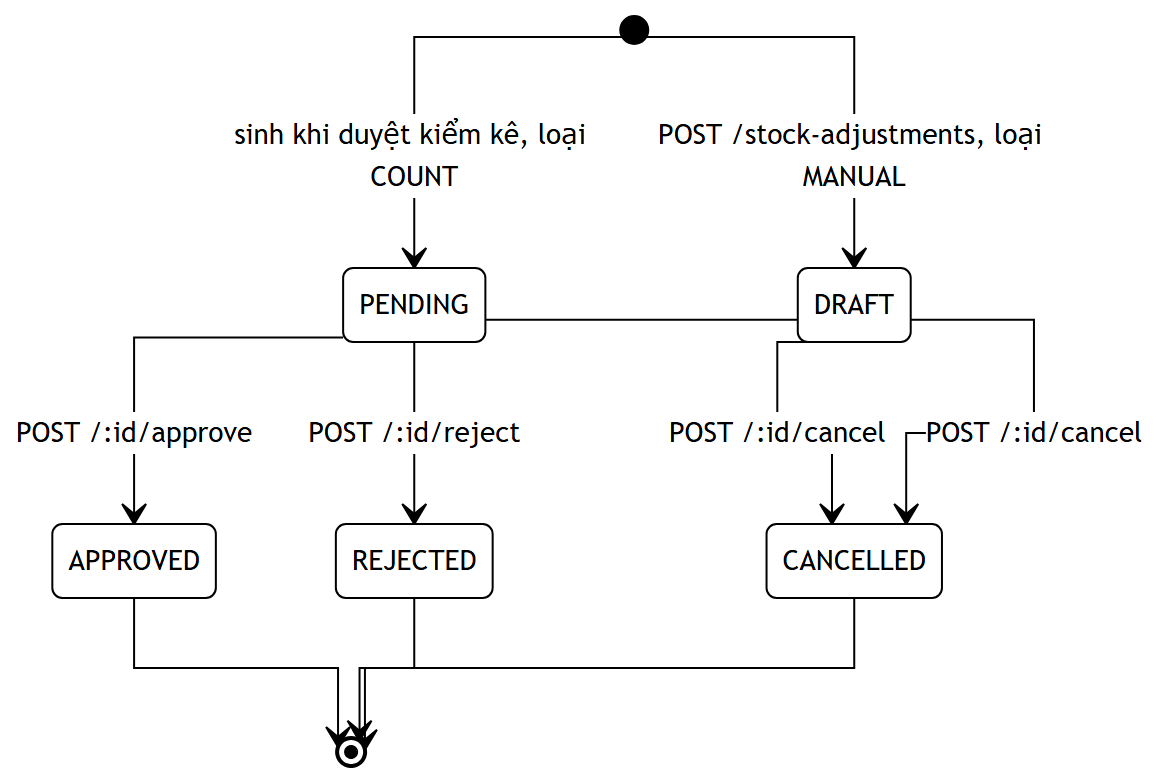 sinh khi duyệt kiểm kê, loại
COUNT
POST /stock-adjustments, loại
MANUAL
PENDING
DRAFT
POST /:id/approve
POST /:id/reject
POST /:id/cancel
POST /:id/cancel
APPROVED
REJECTED
CANCELLED